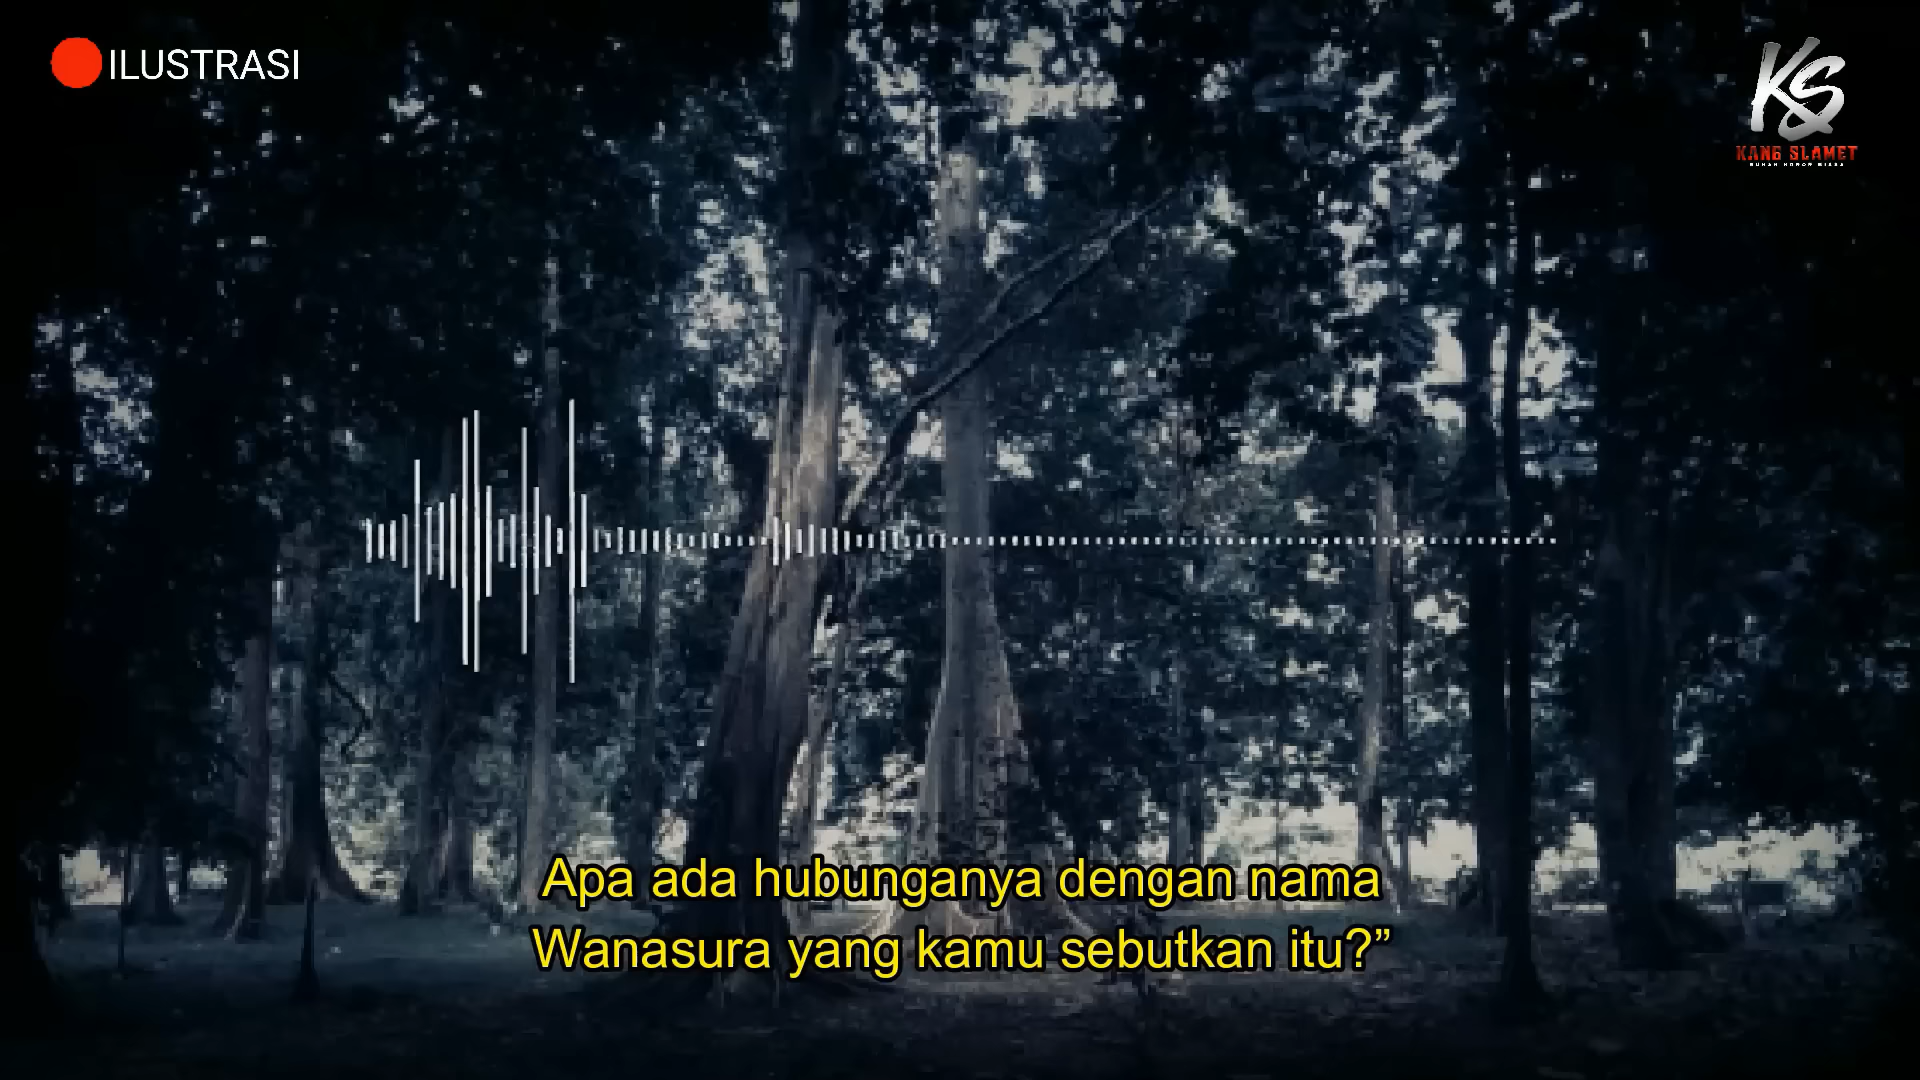 ILUSTRASI
KS
KANG SLAMET
Apa ada hubunganya dengan nama
Wanasura yang kamu sebutkan itu?”